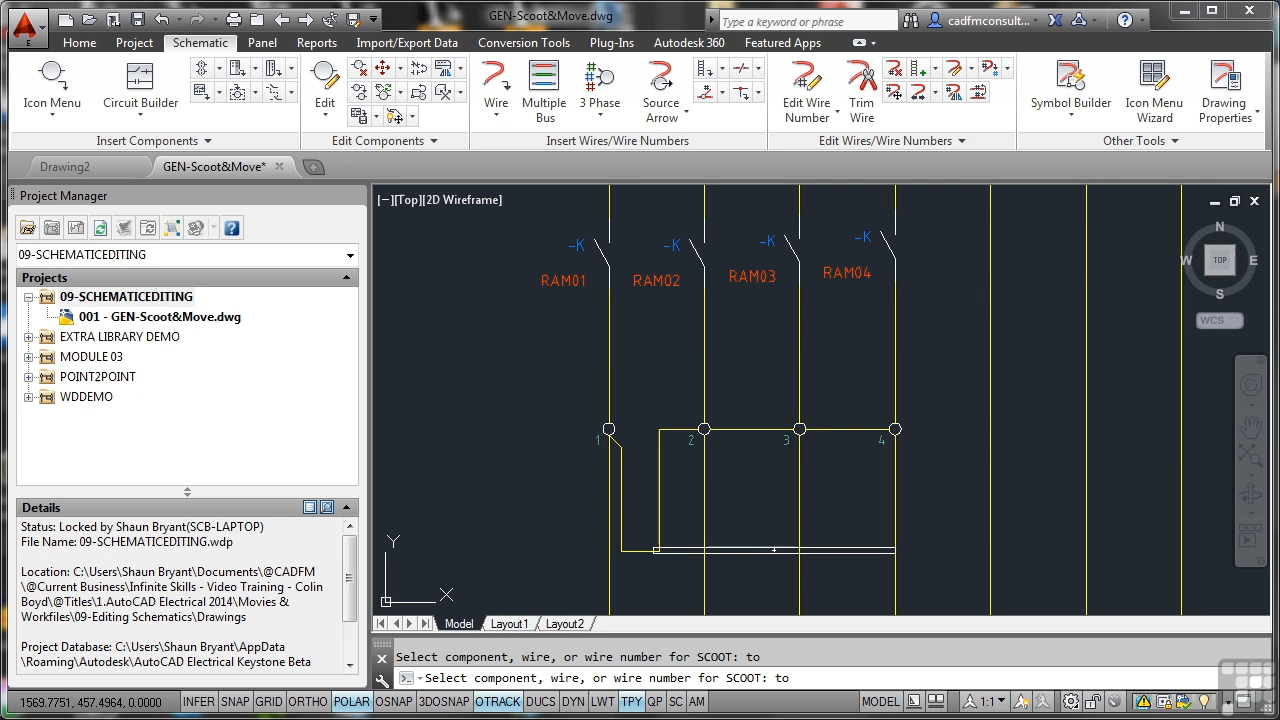 GEN-Scoot&Move.dwg
Type a keyword or phrase
cadfmconsult...
E
Home Project Schematic Panel Reports Import/Export Data Conversion Tools Plug-Ins Autodesk 360 Featured Apps
Icon Menu
Circuit Builder
Edit
Wire
Multiple Bus
3 Phase
Source Arrow
Edit Wire Number
Trim Wire
Symbol Builder
Icon Menu Wizard
Drawing Properties
Insert Components
Edit Components
Insert Wires/Wire Numbers
Edit Wires/Wire Numbers
Other Tools
Drawing2
GEN-Scoot&Move*
Project Manager
09-SCHEMATICEDITING
Projects
09-SCHEMATICEDITING
001 - GEN-Scoot&Move.dwg
EXTRA LIBRARY DEMO
MODULE 03
POINT2POINT
WDDEMO
Details
Status: Locked by Shaun Bryant(SCB-LAPTOP)
File Name: 09-SCHEMATICEDITING.wdp
Location: C:\Users\Shaun Bryant\Documents\@CADFM
\@Current Business\Infinite Skills - Video Training - Colin
Boyd\@Titles\1.AutoCAD Electrical 2014\Movies &
Workfiles\09-Editing Schematics\Drawings
Project Database: C:\Users\Shaun Bryant\AppData
\Roaming\Autodesk\AutoCAD Electrical Keystone Beta
[−][Top][2D Wireframe]
N
W TOP E
S
WCS
-K -K -K -K
RAM01 RAM02 RAM03 RAM04
1 2 3 4
Y
X
Model Layout1 Layout2
Select component, wire, or wire number for SCOOT: to
Select component, wire, or wire number for SCOOT: to
1569.7751, 457.4964, 0.0000 INFER SNAP GRID ORTHO POLAR OSNAP 3DOSNAP OTRACK DUCS DYN LWT TPY QP SC AM MODEL 1:1